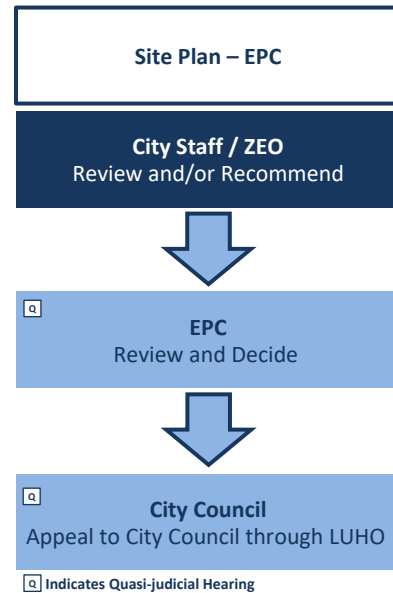 Site Plan – EPC
City Staff / ZEO
Review and/or Recommend
Q
EPC
Review and Decide
Q
City Council
Appeal to City Council through LUHO
Q Indicates Quasi-judicial Hearing